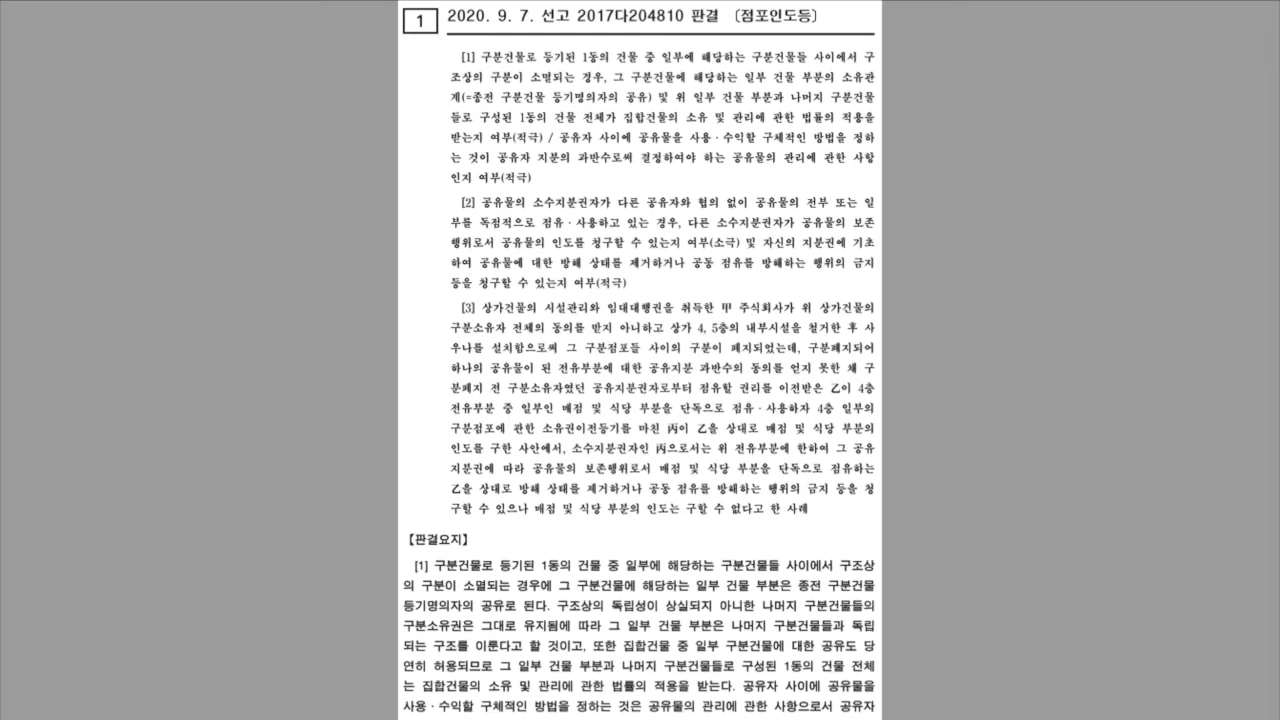 1
2020. 9. 7. 선고 2017다204810 판결 〔점포인도등〕
[1] 구분건물로 등기된 1동의 건물 중 일부에 해당하는 구분건물들 사이에서 구
조상의 구분이 소멸되는 경우, 그 구분건물에 해당하는 일부 건물 부분의 소유관
계(=종전 구분건물 등기명의자의 공유) 및 위 일부 건물 부분과 나머지 구분건물
들로 구성된 1동의 건물 전체가 집합건물의 소유 및 관리에 관한 법률의 적용을
받는지 여부(적극) / 공유자 사이에 공유물을 사용·수익할 구체적인 방법을 정하
는 것이 공유자 지분의 과반수로써 결정하여야 하는 공유물의 관리에 관한 사항
인지 여부(적극)
[2] 공유물의 소수지분권자가 다른 공유자와 협의 없이 공유물의 전부 또는 일
부를 독점적으로 점유·사용하고 있는 경우, 다른 소수지분권자가 공유물의 보존
행위로서 공유물의 인도를 청구할 수 있는지 여부(소극) 및 자신의 지분권에 기초
하여 공유물에 대한 방해 상태를 제거하거나 공동 점유를 방해하는 행위의 금지
등을 청구할 수 있는지 여부(적극)
[3] 상가건물의 시설관리와 임대대행권을 취득한 甲 주식회사가 위 상가건물의
구분소유자 전체의 동의를 받지 아니하고 상가 4, 5층의 내부시설을 철거한 후 사
우나를 설치함으로써 그 구분점포들 사이의 구분이 폐지되었는데, 구분폐지되어
하나의 공유물이 된 전유부분에 대한 공유지분 과반수의 동의를 얻지 못한 채 구
분폐지 전 구분소유자였던 공유지분권자로부터 점유할 권리를 이전받은 乙이 4층
전유부분 중 일부인 매점 및 식당 부분을 단독으로 점유·사용하자 4층 일부의
구분점포에 관한 소유권이전등기를 마친 丙이 乙을 상대로 매점 및 식당 부분의
인도를 구한 사안에서, 소수지분권자인 丙으로서는 위 전유부분에 한하여 그 공유
지분권에 따라 공유물의 보존행위로서 매점 및 식당 부분을 단독으로 점유하는
乙을 상대로 방해 상태를 제거하거나 공동 점유를 방해하는 행위의 금지 등을 청
구할 수 있으나 매점 및 식당 부분의 인도는 구할 수 없다고 한 사례
【판결요지】
[1] 구분건물로 등기된 1동의 건물 중 일부에 해당하는 구분건물들 사이에서 구조상
의 구분이 소멸되는 경우에 그 구분건물에 해당하는 일부 건물 부분은 종전 구분건물
등기명의자의 공유로 된다. 구조상의 독립성이 상실되지 아니한 나머지 구분건물들의
구분소유권은 그대로 유지됨에 따라 그 일부 건물 부분은 나머지 구분건물들과 독립
되는 구조를 이룬다고 할 것이고, 또한 집합건물 중 일부 구분건물에 대한 공유도 당
연히 허용되므로 그 일부 건물 부분과 나머지 구분건물들로 구성된 1동의 건물 전체
는 집합건물의 소유 및 관리에 관한 법률의 적용을 받는다. 공유자 사이에 공유물을
사용·수익할 구체적인 방법을 정하는 것은 공유물의 관리에 관한 사항으로서 공유자